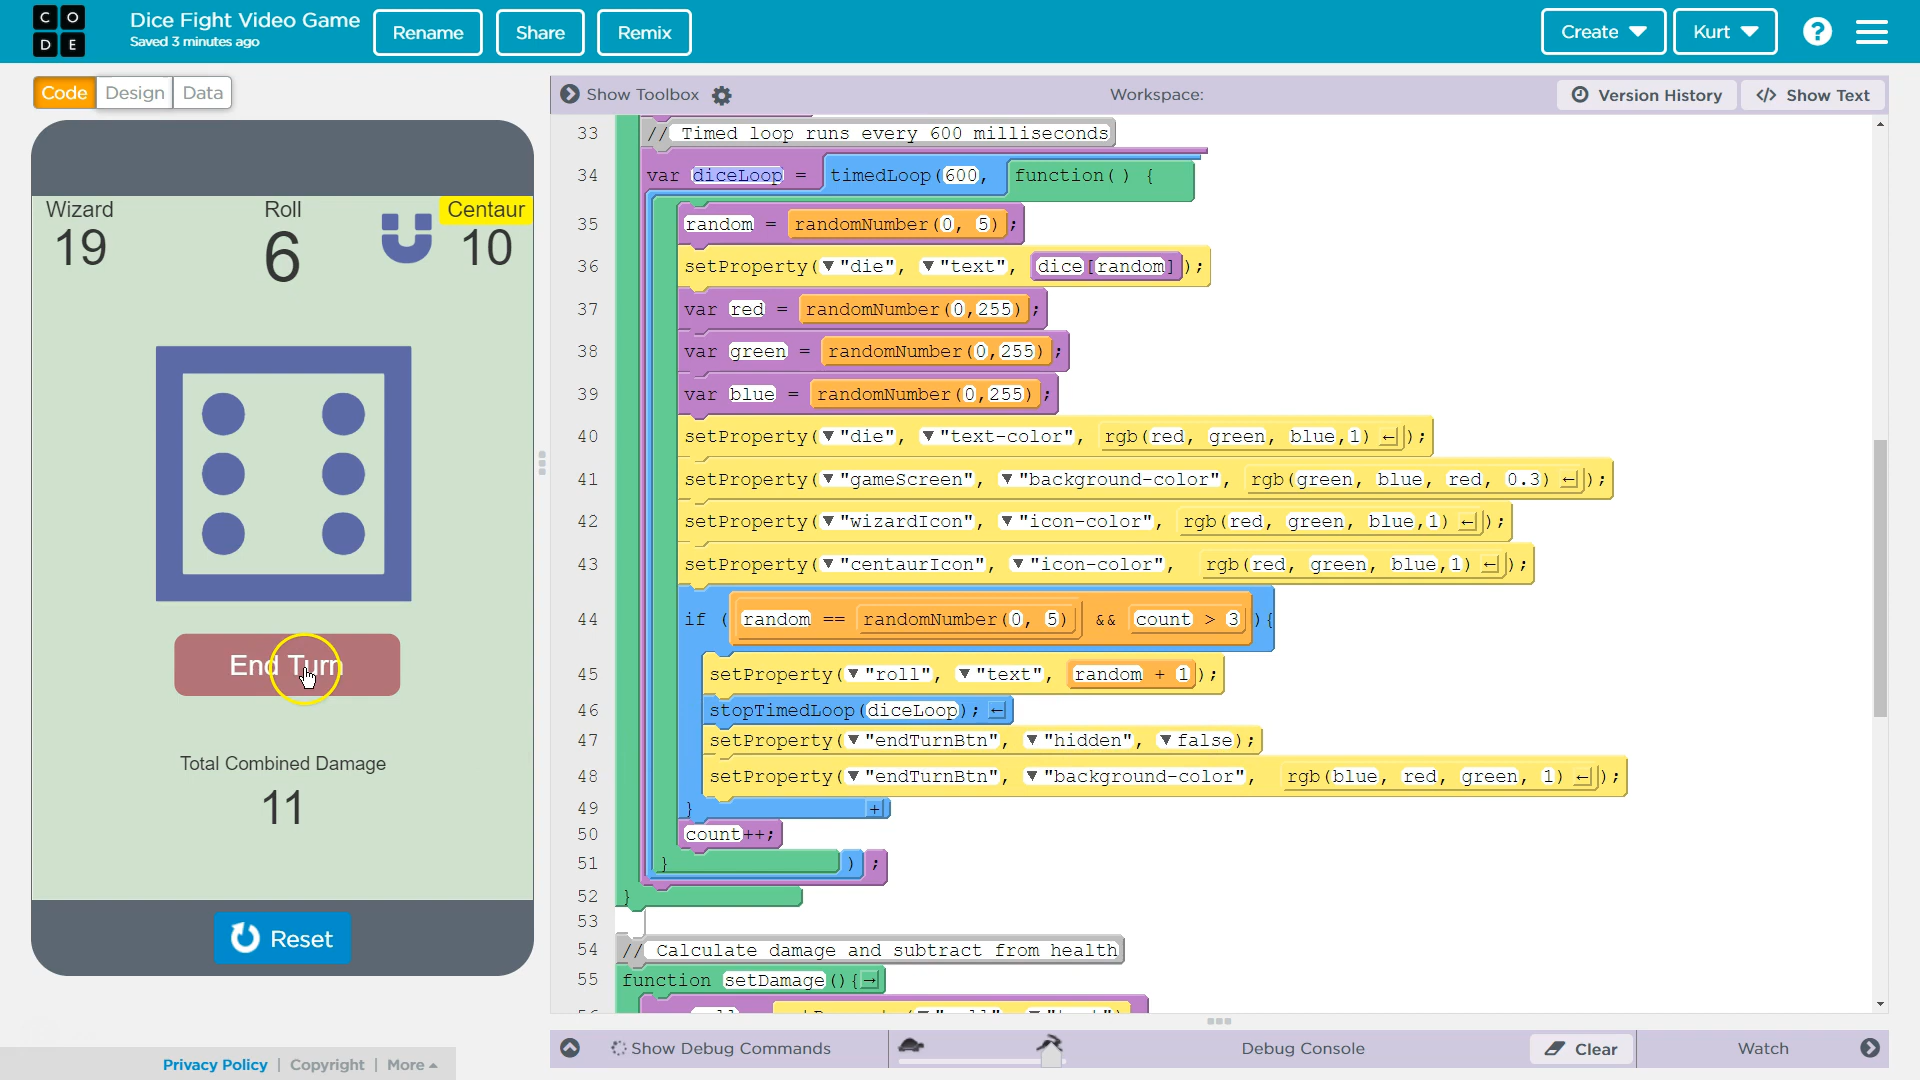 CODE
Dice Fight Video Game
Saved 3 minutes ago
Rename
Share
Remix
Create
Kurt
?
Code
Design
Data
Show Toolbox
Workspace:
Version History
</> Show Text
Wizard
19
Roll
6
Centaur
10
End Turn
Total Combined Damage
11
Reset
33 // Timed loop runs every 600 milliseconds
34 var diceLoop = timedLoop(600, function() {
35 random = randomNumber(0, 5);
36 setProperty(▼"die", ▼"text", dice[random]);
37 var red = randomNumber(0,255);
38 var green = randomNumber(0,255);
39 var blue = randomNumber(0,255);
40 setProperty(▼"die", ▼"text-color", rgb(red, green, blue,1) ←);
41 setProperty(▼"gameScreen", ▼"background-color", rgb(green, blue, red, 0.3) ←);
42 setProperty(▼"wizardIcon", ▼"icon-color", rgb(red, green, blue,1) ←);
43 setProperty(▼"centaurIcon", ▼"icon-color", rgb(red, green, blue,1) ←);
44 if (random == randomNumber(0, 5) && count > 3){
45 setProperty(▼"roll", ▼"text", random + 1);
46 stopTimedLoop(diceLoop); ←
47 setProperty(▼"endTurnBtn", ▼"hidden", ▼false);
48 setProperty(▼"endTurnBtn", ▼"background-color", rgb(blue, red, green, 1) ←);
49 } +
50 count++;
51 } ) ;
52 }
53
54 // Calculate damage and subtract from health
55 function setDamage(){→
Show Debug Commands
Debug Console
Clear
Watch
Privacy Policy | Copyright | More